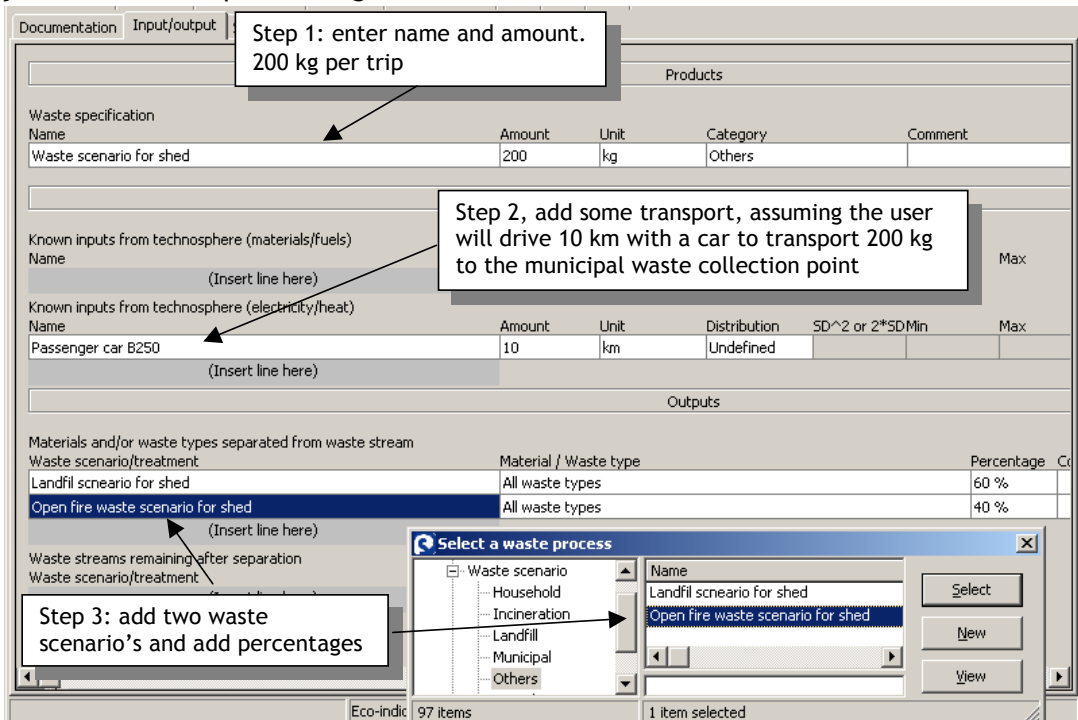 Documentation Input/output
Step 1: enter name and amount.
200 kg per trip
Products
Waste specification
Name Amount Unit Category Comment
Waste scenario for shed 200 kg Others
Step 2, add some transport, assuming the user
will drive 10 km with a car to transport 200 kg
to the municipal waste collection point
Known inputs from technosphere (materials/fuels)
Name Max
(Insert line here)
Known inputs from technosphere (electricity/heat)
Name Amount Unit Distribution SD^2 or 2*SD Min Max
Passenger car B250 10 km Undefined
(Insert line here)
Outputs
Materials and/or waste types separated from waste stream
Waste scenario/treatment Material / Waste type Percentage
Landfil scneario for shed All waste types 60 %
Open fire waste scenario for shed All waste types 40 %
(Insert line here)
Waste streams remaining after separation
Waste scenario/treatment
Step 3: add two waste
scenario's and add percentages
Select a waste process
Waste scenario
Household
Incineration
Landfill
Municipal
Others
Name
Landfil scneario for shed
Open fire waste scenario for shed
Select
New
View
Eco-indic
97 items
1 item selected